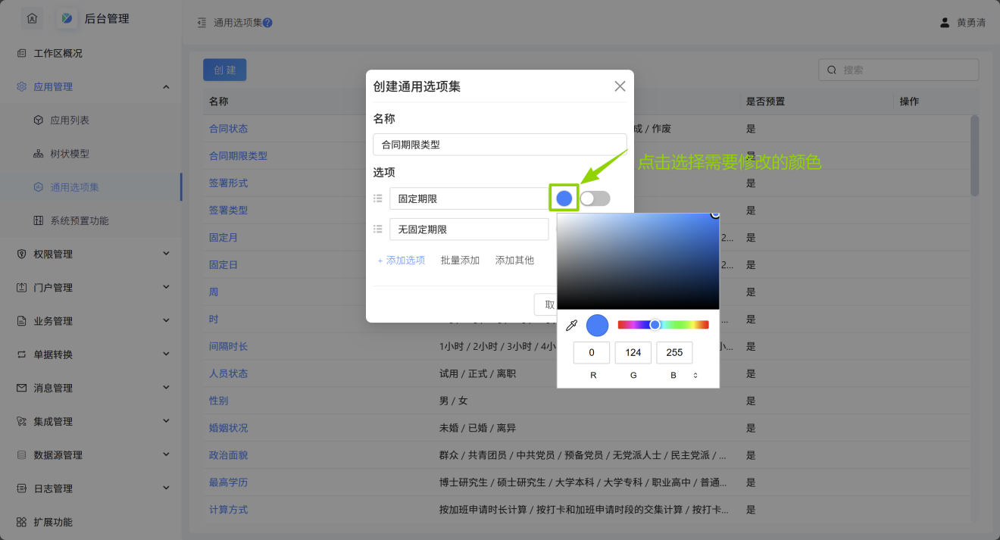 后台管理
通用选项集?
黄勇清
工作区概况
应用管理
应用列表
树状模型
通用选项集
系统预置功能
权限管理
门户管理
业务管理
单据转换
消息管理
集成管理
数据源管理
日志管理
扩展功能
创 建
搜索
名称 是否预置 操作
合同状态 成 / 作废 是
合同期限类型
签署形式 是
签署类型 是
固定月 2... 是
固定日 2... 是
周 是
时 ... 是
间隔时长 1小时 / 2小时 / 3小时 / 4小 ... 是
人员状态 试用 / 正式 / 离职 是
性别 男 / 女 是
婚姻状况 未婚 / 已婚 / 离异 是
政治面貌 群众 / 共青团员 / 中共党员 / 预备党员 / 无党派人士 / 民主党派 / ... 是
最高学历 博士研究生 / 硕士研究生 / 大学本科 / 大学专科 / 职业高中 / 普通... 是
计算方式 按加班申请时长计算 / 按打卡和加班申请时段的交集计算 / 按打卡... 是
创建通用选项集
名称
合同期限类型
点击选择需要修改的颜色
选项
固定期限
无固定期限
+ 添加选项 批量添加 添加其他
取
0 124 255
R G B